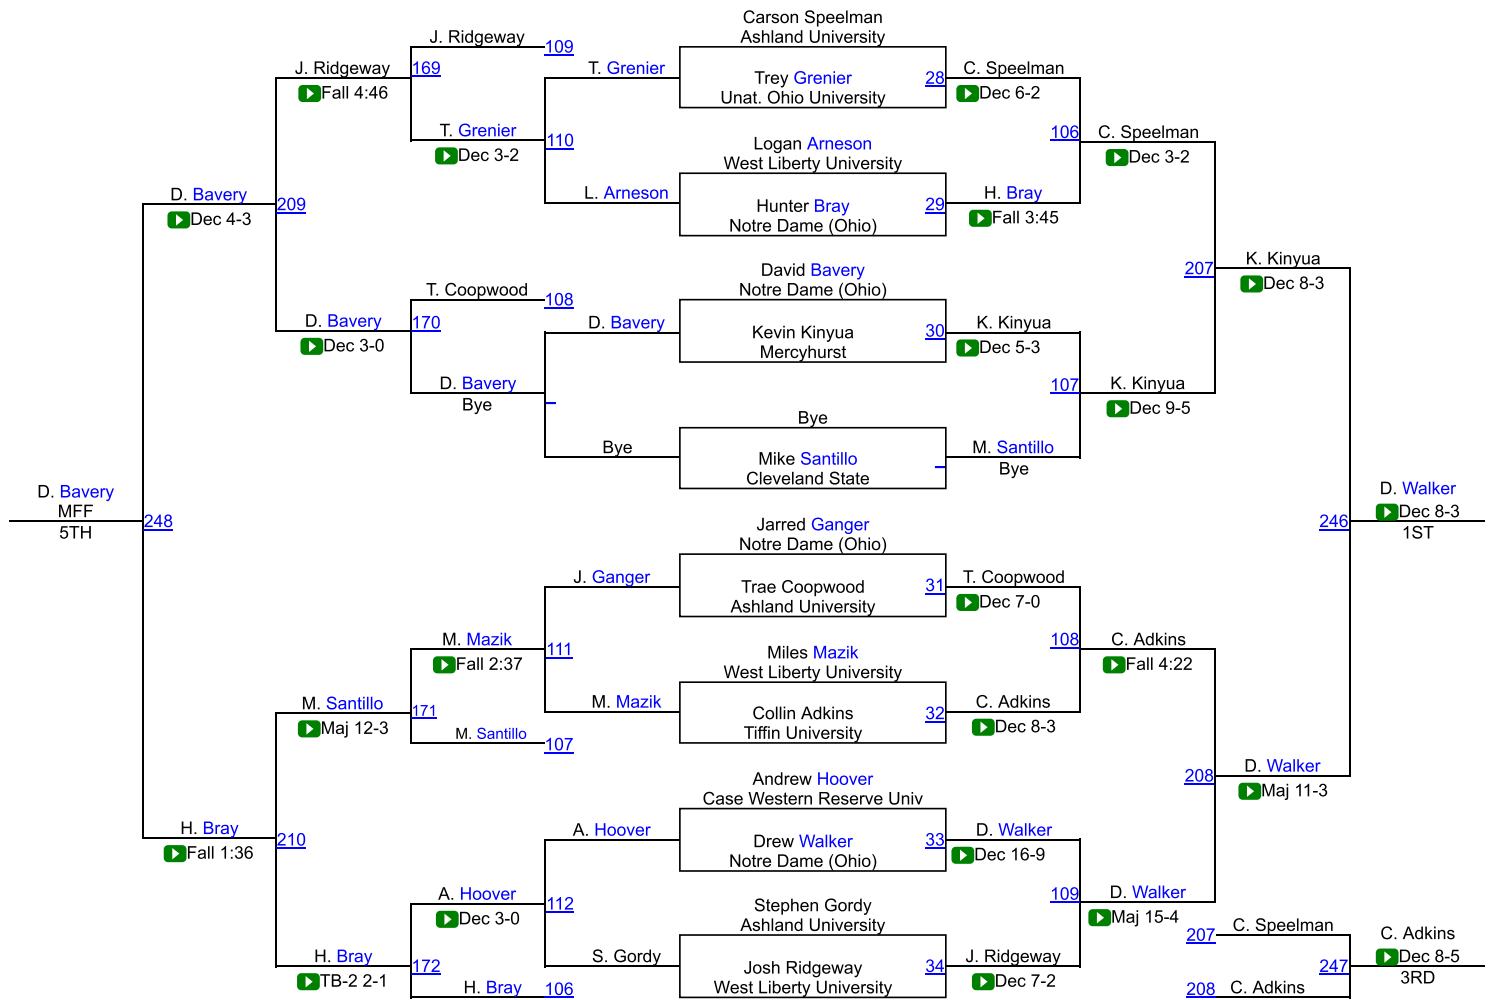 Carson Speelman
J. Ridgeway
Ashland University
109
J. Ridgeway
169
T. Grenier
Trey Grenier
28
C. Speelman
Fall 4:46
Unat. Ohio University
Dec 6-2
T. Grenier
110
Logan Arneson
106
C. Speelman
Dec 3-2
West Liberty University
Dec 3-2
D. Bavery
209
L. Arneson
Hunter Bray
29
H. Bray
Dec 4-3
Notre Dame (Ohio)
Fall 3:45
David Bavery
207
K. Kinyua
T. Coopwood
108
Notre Dame (Ohio)
Dec 8-3
D. Bavery
170
D. Bavery
Kevin Kinyua
30
K. Kinyua
Dec 3-0
Mercyhurst
Dec 5-3
D. Bavery
107
K. Kinyua
Bye
Bye
Dec 9-5
Bye
Mike Santillo
M. Santillo
Cleveland State
Bye
D. Bavery
D. Walker
MFF
248
246
Dec 8-3
5TH
1ST
Jarred Ganger
Notre Dame (Ohio)
J. Ganger
Trae Coopwood
31
T. Coopwood
Ashland University
Dec 7-0
M. Mazik
111
Miles Mazik
108
C. Adkins
Fall 2:37
West Liberty University
Fall 4:22
M. Santillo
171
M. Mazik
Collin Adkins
32
C. Adkins
Maj 12-3
M. Santillo
107
Tiffin University
Dec 8-3
Andrew Hoover
208
D. Walker
Case Western Reserve Univ
Maj 11-3
H. Bray
210
A. Hoover
Drew Walker
33
D. Walker
Fall 1:36
Notre Dame (Ohio)
Dec 16-9
A. Hoover
112
Stephen Gordy
109
D. Walker
Dec 3-0
Ashland University
Maj 15-4
207
C. Speelman
C. Adkins
H. Bray
172
S. Gordy
Josh Ridgeway
34
J. Ridgeway
247
Dec 8-5
TB-2 2-1
H. Bray
106
West Liberty University
Dec 7-2
208
C. Adkins
3RD